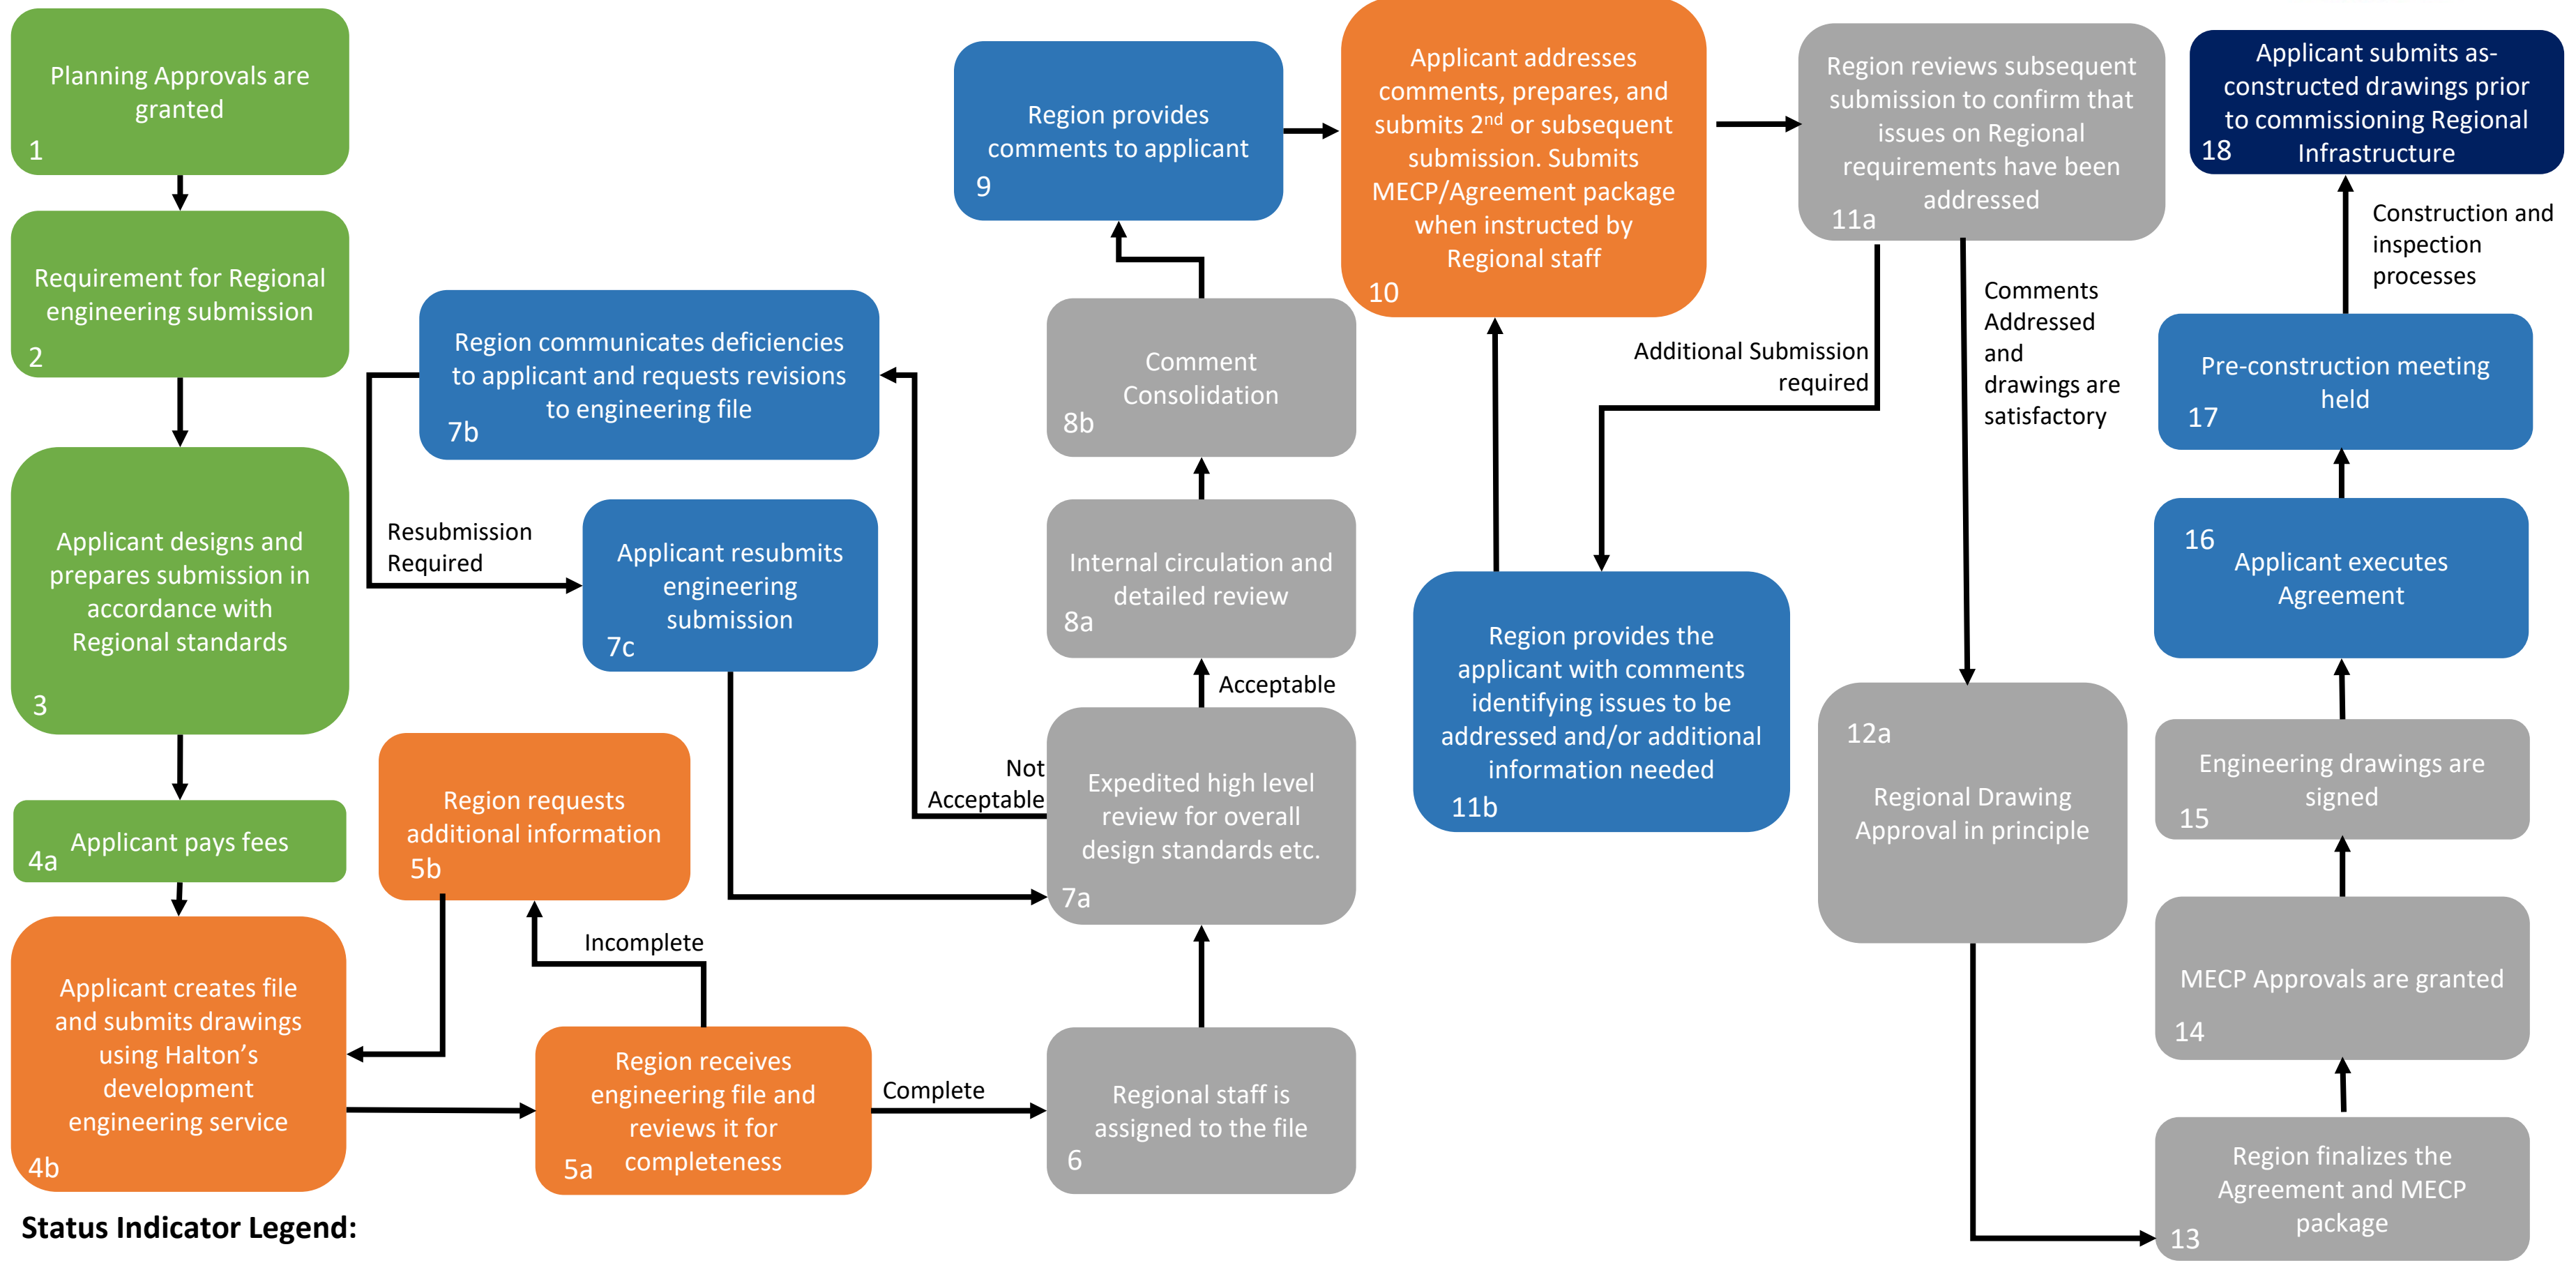 Planning Approvals are
granted
1
Requirement for Regional
engineering submission
2
Applicant designs and
prepares submission in
accordance with
Regional standards
3
Applicant pays fees
4a
Applicant creates file
and submits drawings
using Halton’s
development
engineering service
4b
Region requests
additional information
5b
Incomplete
Region receives
engineering file and
reviews it for
completeness
5a
Complete
Regional staff is
assigned to the file
6
Expedited high level
review for overall
design standards etc.
7a
Not
Acceptable
Region communicates deficiencies
to applicant and requests revisions
to engineering file
7b
Resubmission
Required
Applicant resubmits
engineering
submission
7c
Acceptable
Internal circulation and
detailed review
8a
Comment
Consolidation
8b
Region provides
comments to applicant
9
Applicant addresses
comments, prepares, and
submits 2nd or subsequent
submission. Submits
MECP/Agreement package
when instructed by
Regional staff
10
Region reviews subsequent
submission to confirm that
issues on Regional
requirements have been
addressed
11a
Additional Submission
required
Region provides the
applicant with comments
identifying issues to be
addressed and/or additional
information needed
11b
Comments
Addressed
and
drawings are
satisfactory
12a
Regional Drawing
Approval in principle
Region finalizes the
Agreement and MECP
package
13
MECP Approvals are granted
14
Engineering drawings are
signed
15
16
Applicant executes
Agreement
Pre-construction meeting
held
17
Construction and
inspection
processes
Applicant submits as-
constructed drawings prior
to commissioning Regional
Infrastructure
18
Status Indicator Legend: